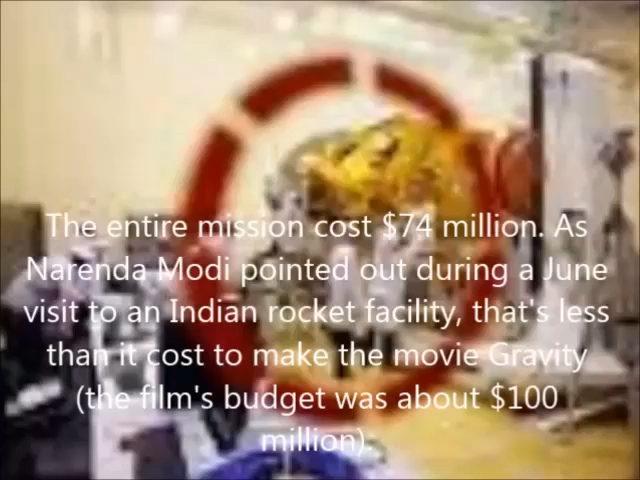 The entire mission cost $74 million. As
Narenda Modi pointed out during a June
visit to an Indian rocket facility, that's less
than it cost to make the movie Gravity
(the film's budget was about $100
million).